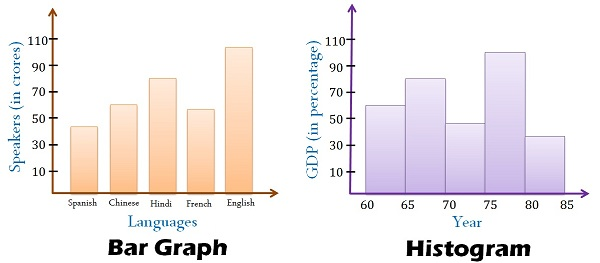 Speakers (in crores)
110
90
70
50
30
10
Spanish Chinese Hindi French English
Languages
Bar Graph
GDP (in percentage)
110
90
70
50
30
10
60 65 70 75 80 85
Year
Histogram